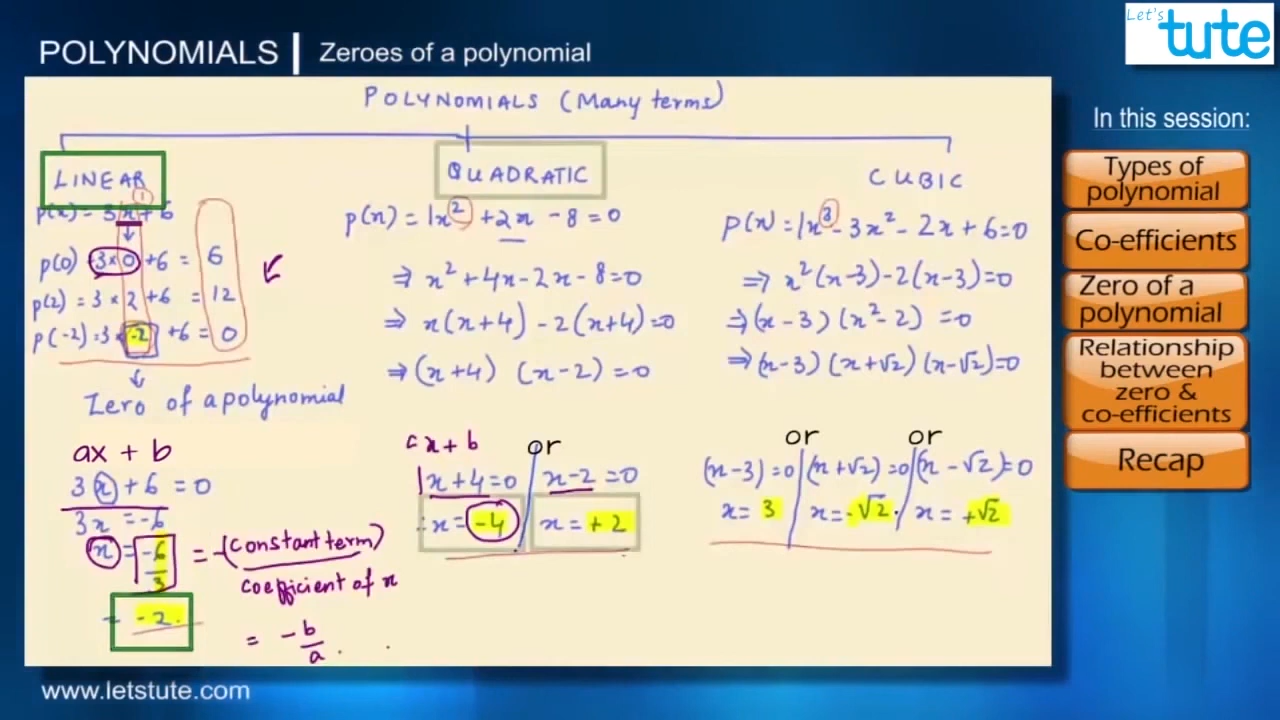 Let's tute
POLYNOMIALS | Zeroes of a polynomial
POLYNOMIALS (Many terms)
LINEAR
p(x) = 3x¹ + 6
p(0) = 3 × 0 + 6 = 6
p(2) = 3 × 2 + 6 = 12
p(-2) = 3 × -2 + 6 = 0
Zero of a polynomial
ax + b
3x + 6 = 0
3x = -6
x = -6/3 = -(constant term)/coefficient of x
= -2.
= -b/a.
QUADRATIC
p(x) = 1x² + 2x - 8 = 0
⇒ x² + 4x - 2x - 8 = 0
⇒ x(x+4) - 2(x+4) = 0
⇒ (x+4) (x-2) = 0
x + b
or
1x + 4 = 0 x - 2 = 0
∴ x = -4 x = +2
CUBIC
P(x) = 1x³ - 3x² - 2x + 6 = 0
⇒ x²(x-3) - 2(x-3) = 0
⇒ (x-3) (x²-2) = 0
⇒ (x-3) (x+√2) (x-√2) = 0
or or
(x-3) = 0 (x+√2) = 0 (x-√2) = 0
x = 3 x = -√2. x = +√2
In this session:
Types of
polynomial
Co-efficients
Zero of a
polynomial
Relationship
between
zero &
co-efficients
Recap
www.letstute.com